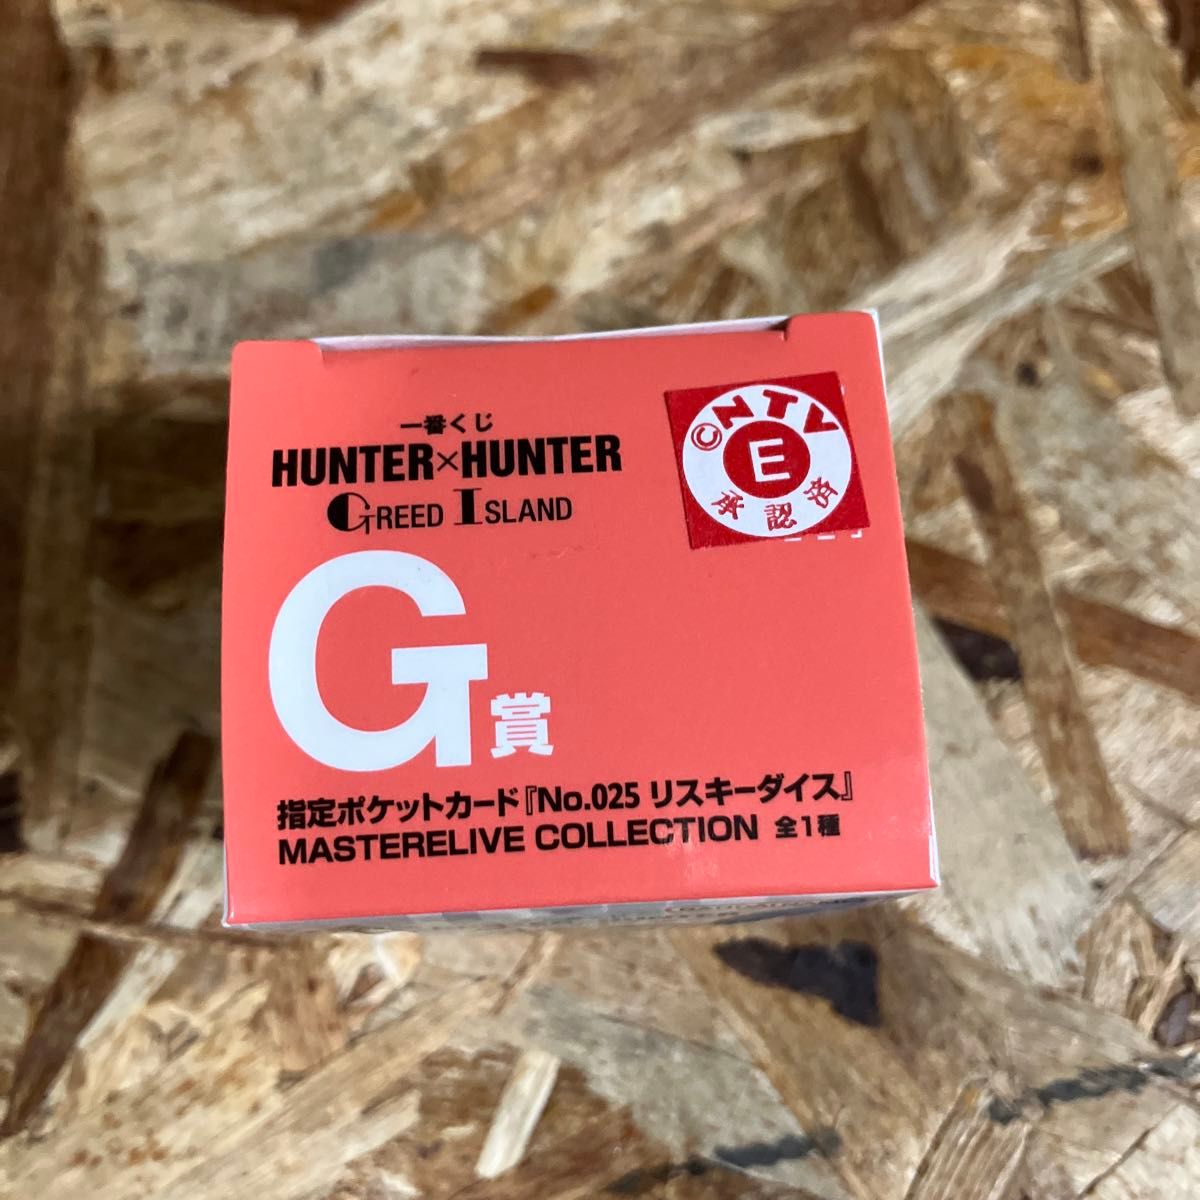 一番くじ
HUNTER×HUNTER
GREED ISLAND
G賞
指定ポケットカード『No.025 リスキーダイス』
MASTERELIVE COLLECTION 全1種
©NTV
E
承認済